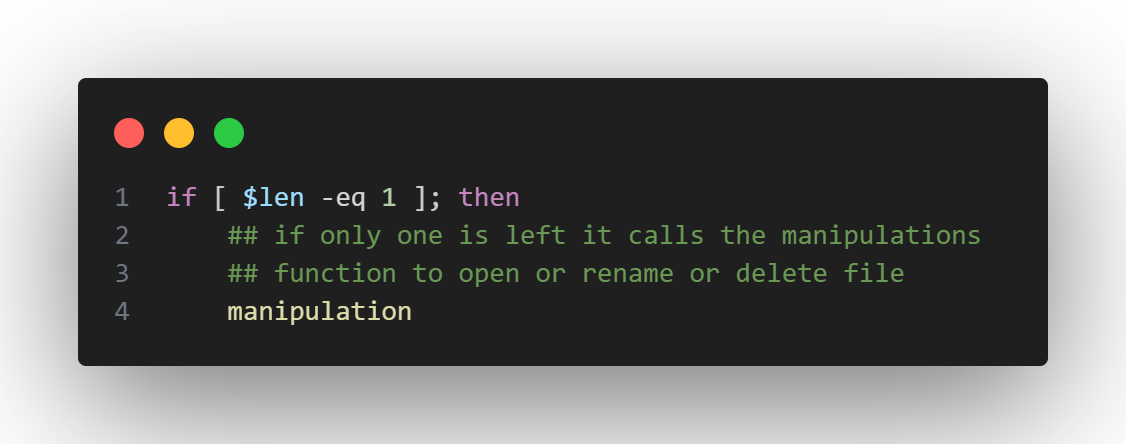 1 if [ $len -eq 1 ]; then
2 ## if only one is left it calls the manipulations
3 ## function to open or rename or delete file
4 manipulation